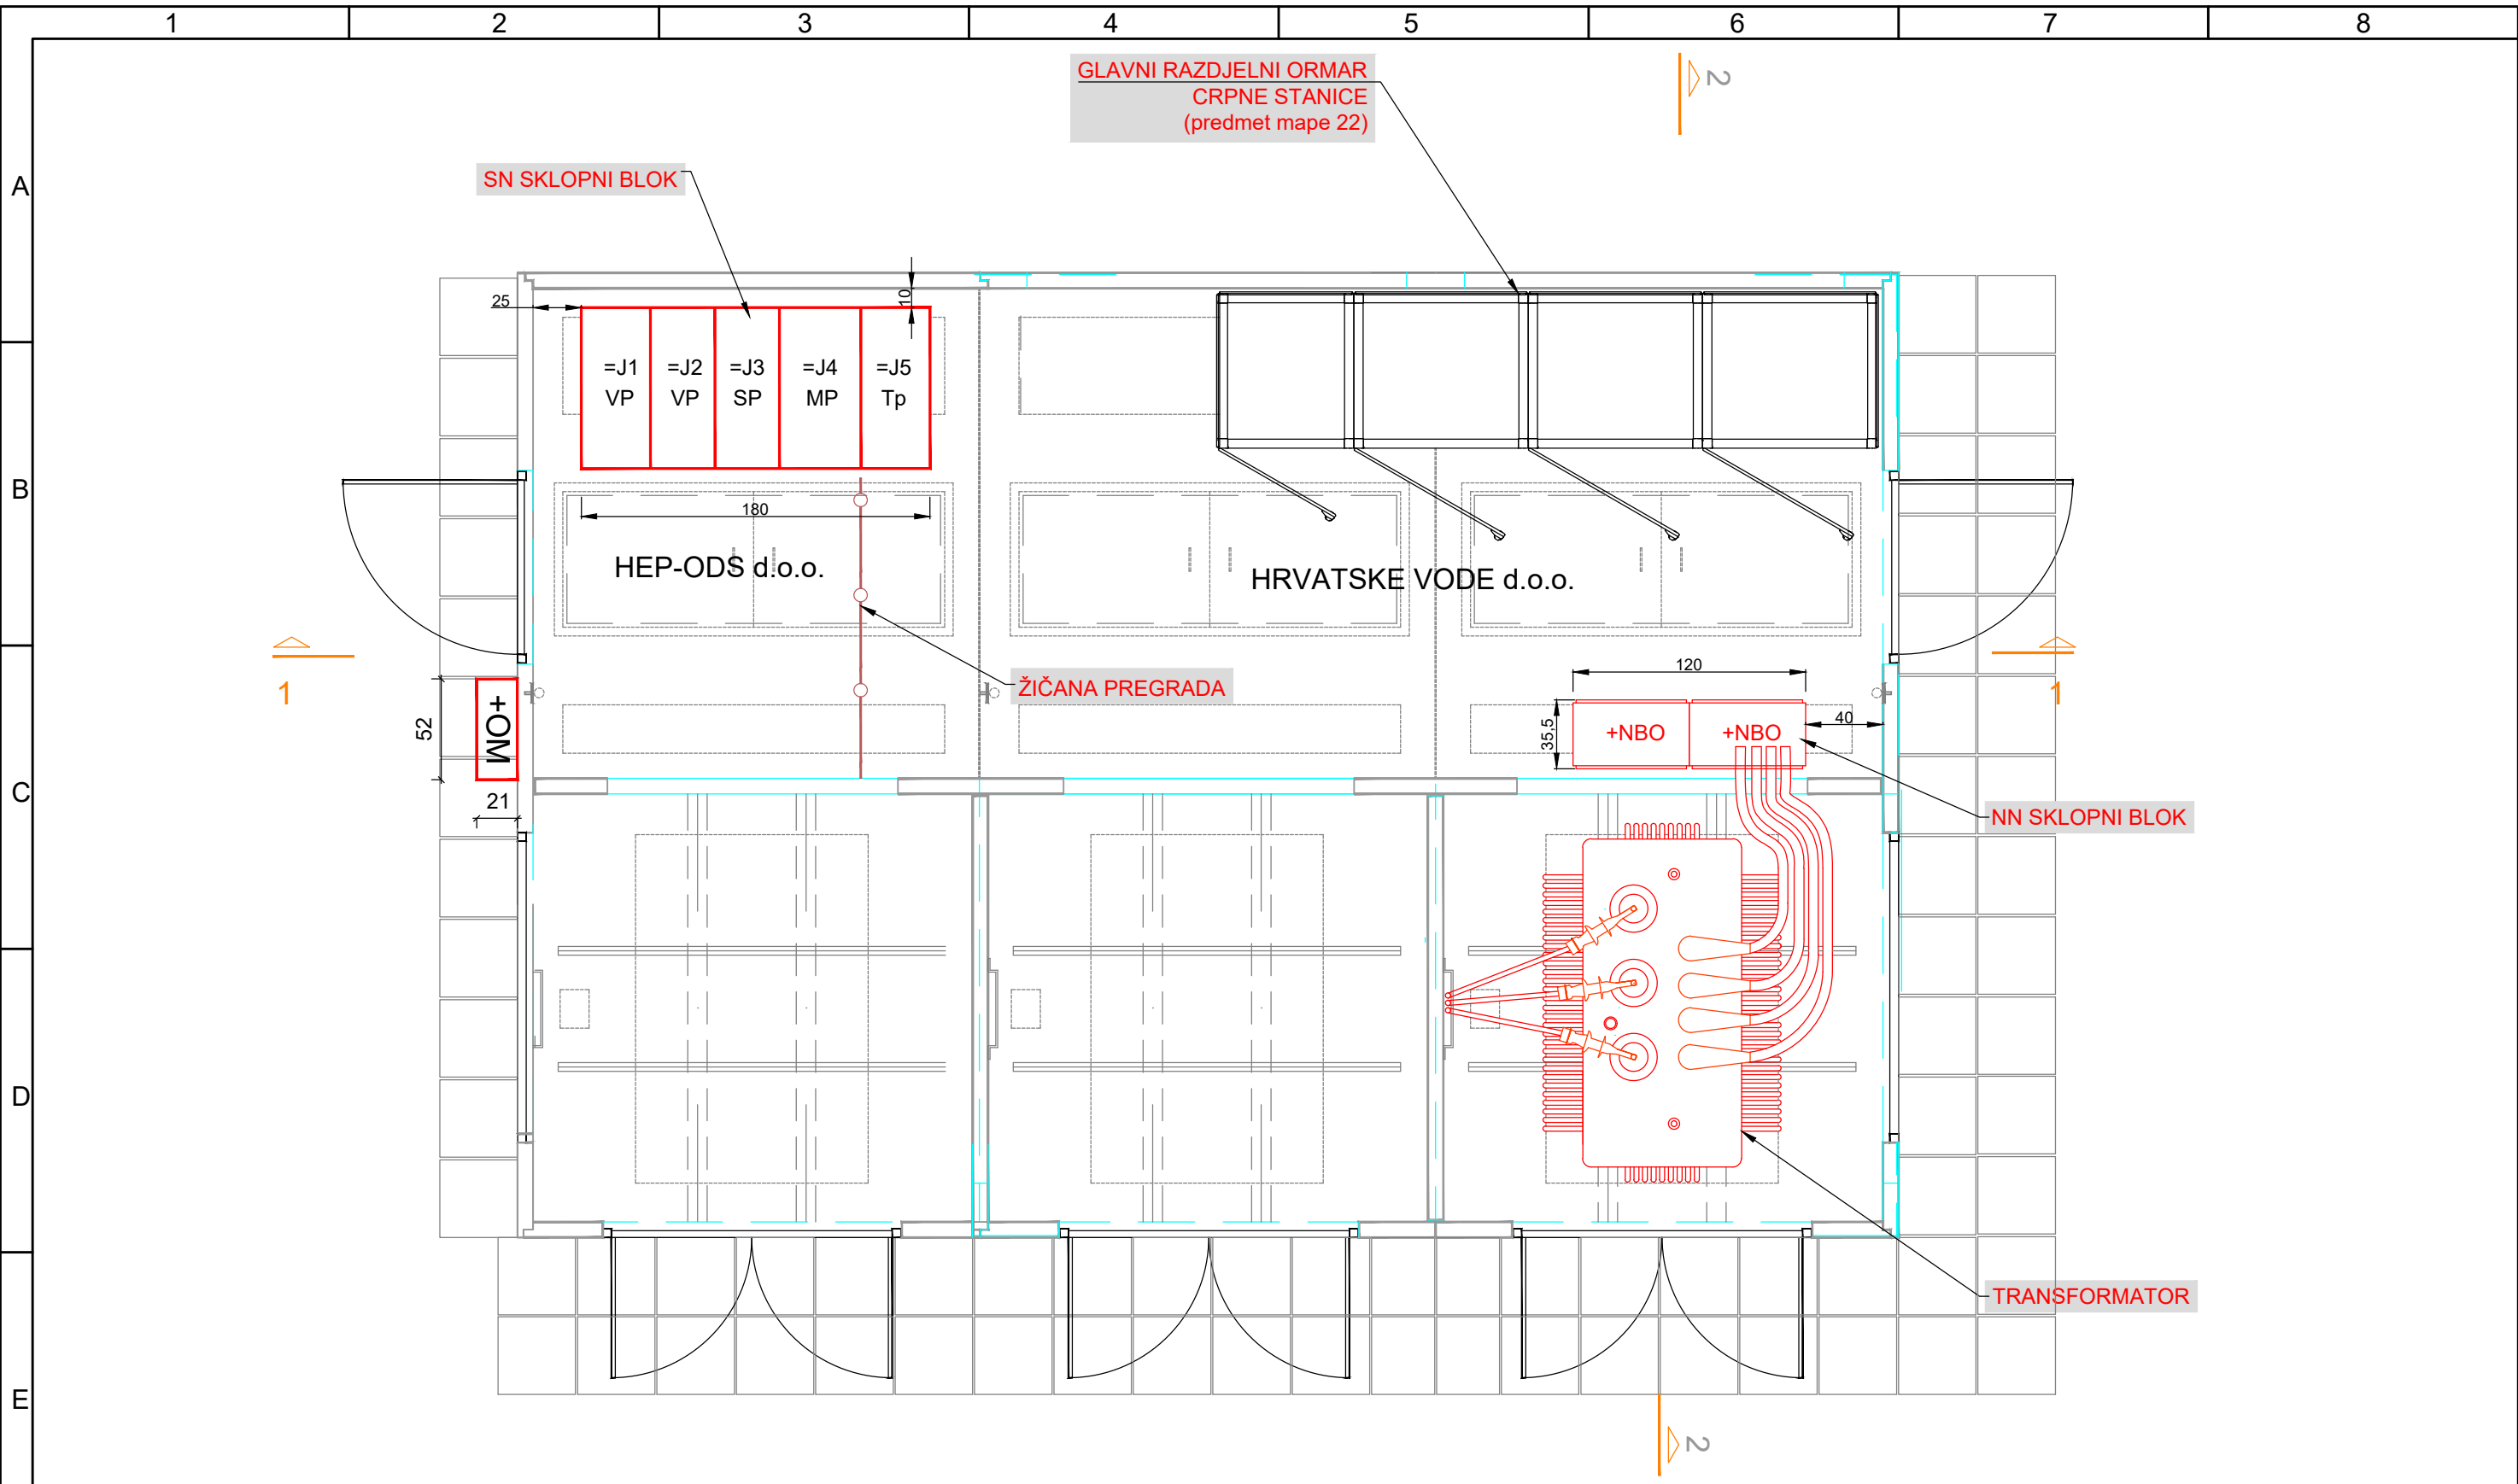 1 2 3 4 5 6 7 8
A
B
C
D
E
GLAVNI RAZDJELNI ORMAR
CRPNE STANICE
(predmet mape 22)
2
SN SKLOPNI BLOK
25
10
=J1
VP
=J2
VP
=J3
SP
=J4
MP
=J5
Tp
180
HEP-ODS d.o.o.
HRVATSKE VODE d.o.o.
1
1
ŽIČANA PREGRADA
120
52
+OM
21
35,5
+NBO
+NBO
40
NN SKLOPNI BLOK
TRANSFORMATOR
2